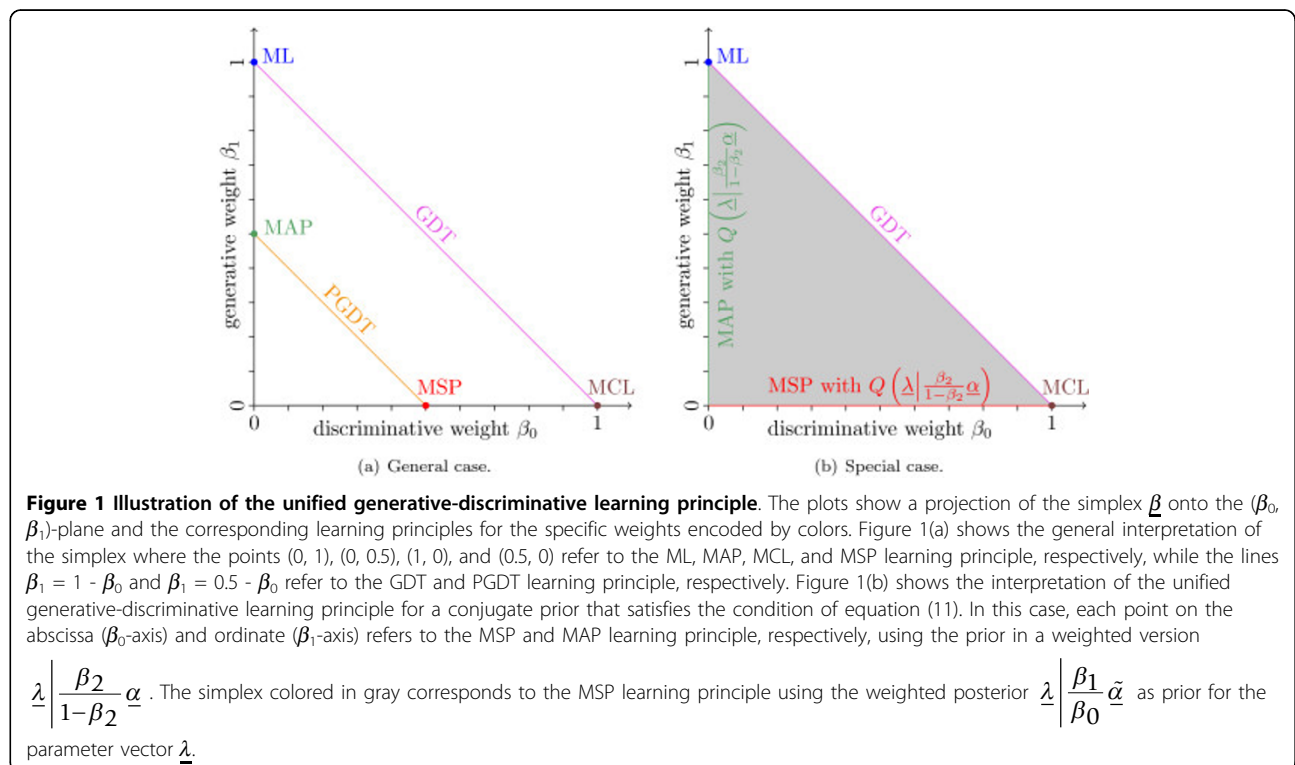 ML
1
generative weight β₁
MAP
GDT
PGDT
MSP
MCL
0
0
discriminative weight β₀
1
(a) General case.
ML
1
generative weight β₁
MAP with Q(λ|β₂/(1−β₂) α)
GDT
MSP with Q(λ|β₂/(1−β₂) α)
MCL
0
0
discriminative weight β₀
1
(b) Special case.
Figure 1 Illustration of the unified generative-discriminative learning principle. The plots show a projection of the simplex β onto the (β₀,
β₁)-plane and the corresponding learning principles for the specific weights encoded by colors. Figure 1(a) shows the general interpretation of
the simplex where the points (0, 1), (0, 0.5), (1, 0), and (0.5, 0) refer to the ML, MAP, MCL, and MSP learning principle, respectively, while the lines
β₁ = 1 - β₀ and β₁ = 0.5 - β₀ refer to the GDT and PGDT learning principle, respectively. Figure 1(b) shows the interpretation of the unified
generative-discriminative learning principle for a conjugate prior that satisfies the condition of equation (11). In this case, each point on the
abscissa (β₀-axis) and ordinate (β₁-axis) refers to the MSP and MAP learning principle, respectively, using the prior in a weighted version
λ|β₂/(1−β₂) α . The simplex colored in gray corresponds to the MSP learning principle using the weighted posterior λ|β₁/β₀ α̃ as prior for the
parameter vector λ.